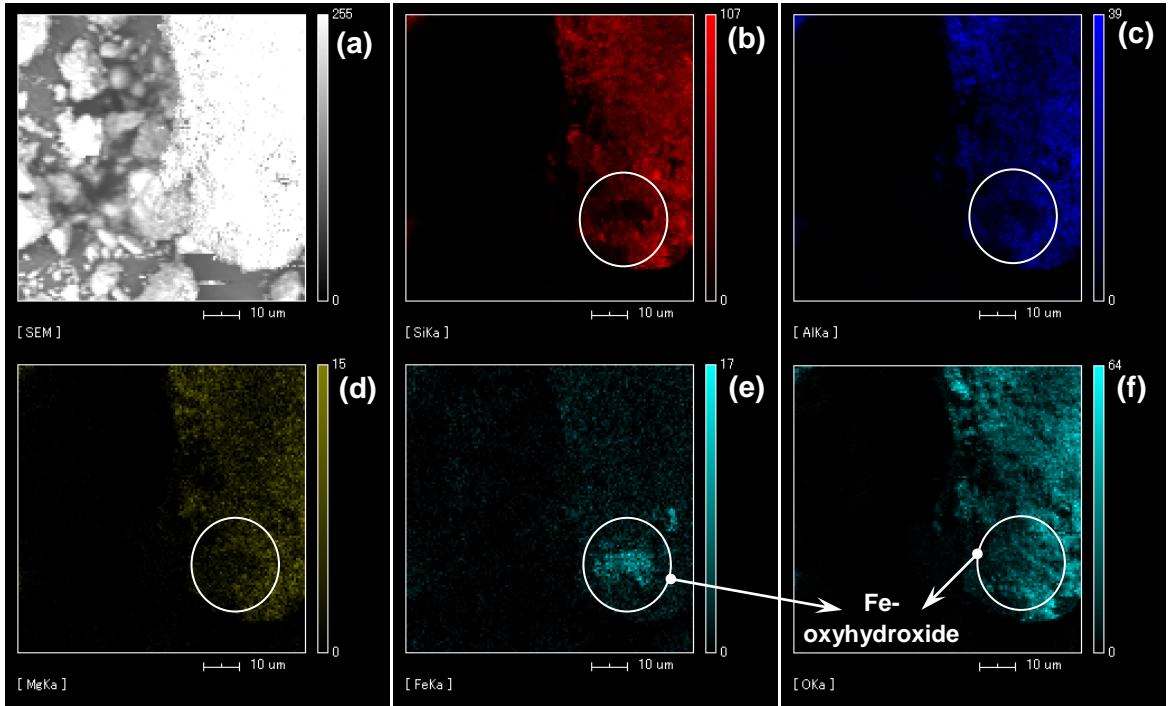 255
(a)
0
10 um
[ SEM ]
107
(b)
0
10 um
[ SiKa ]
39
(c)
0
10 um
[ AlKa ]
15
(d)
0
10 um
[ MgKa ]
17
(e)
0
10 um
[ FeKa ]
64
(f)
0
10 um
[ OKa ]
Fe-
oxyhydroxide